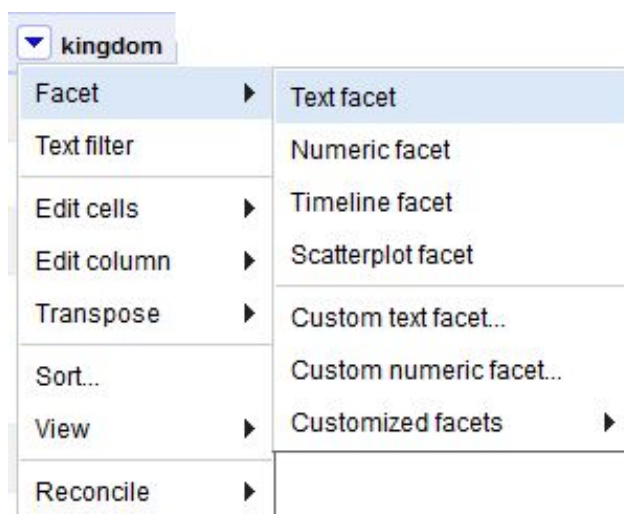 kingdom
Facet
Text filter
Edit cells
Edit column
Transpose
Sort...
View
Reconcile
Text facet
Numeric facet
Timeline facet
Scatterplot facet
Custom text facet...
Custom numeric facet...
Customized facets